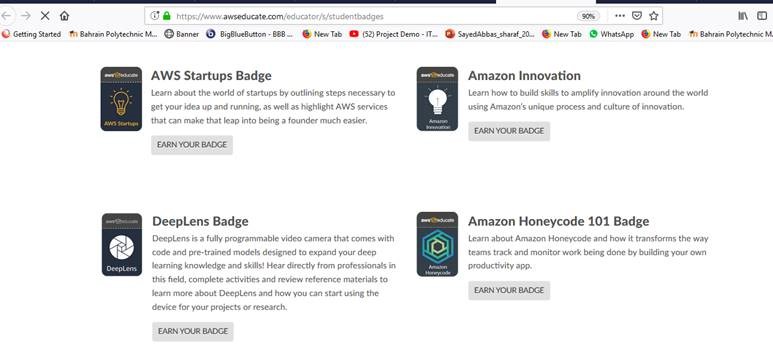 https://www.awseducate.com/educator/s/studentbadges
90%
Getting Started Bahrain Polytechnic M... Banner BigBlueButton - BBB ... New Tab (52) Project Demo - IT... SayedAbbas_sharaf_20... New Tab WhatsApp New Tab Bahrain Polytechnic M...
aws educate
AWS Startups
AWS Startups Badge
Learn about the world of startups by outlining steps necessary to
get your idea up and running, as well as highlight AWS services
that can make that leap into being a founder much easier.
EARN YOUR BADGE
aws educate
Amazon
Innovation
Amazon Innovation
Learn how to build skills to amplify innovation around the world
using Amazon's unique process and culture of innovation.
EARN YOUR BADGE
aws educate
DeepLens
DeepLens Badge
DeepLens is a fully programmable video camera that comes with
code and pre-trained models designed to expand your deep
learning knowledge and skills! Hear directly from professionals in
this field, complete activities and review reference materials to
learn more about DeepLens and how you can start using the
device for your projects or research.
EARN YOUR BADGE
aws educate
Amazon
Honeycode
Amazon Honeycode 101 Badge
Learn about Amazon Honeycode and how it transforms the way
teams track and monitor work being done by building your own
productivity app.
EARN YOUR BADGE